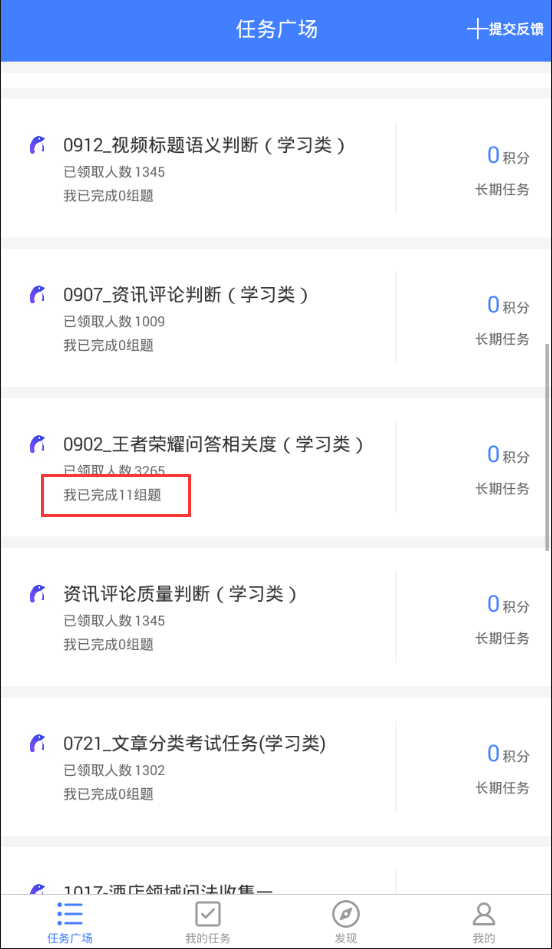 任务广场
提交反馈
0912_视频标题语义判断（学习类）
已领取人数 1345
我已完成0组题
0积分
长期任务
0907_资讯评论判断（学习类）
已领取人数 1009
我已完成0组题
0积分
长期任务
0902_王者荣耀问答相关度（学习类）
已领取人数 3265
我已完成11组题
0积分
长期任务
资讯评论质量判断（学习类）
已领取人数 1345
我已完成0组题
0积分
长期任务
0721_文章分类考试任务(学习类)
已领取人数 1302
我已完成0组题
0积分
长期任务
1017-酒店领域问法收集一
任务广场
我的任务
发现
我的